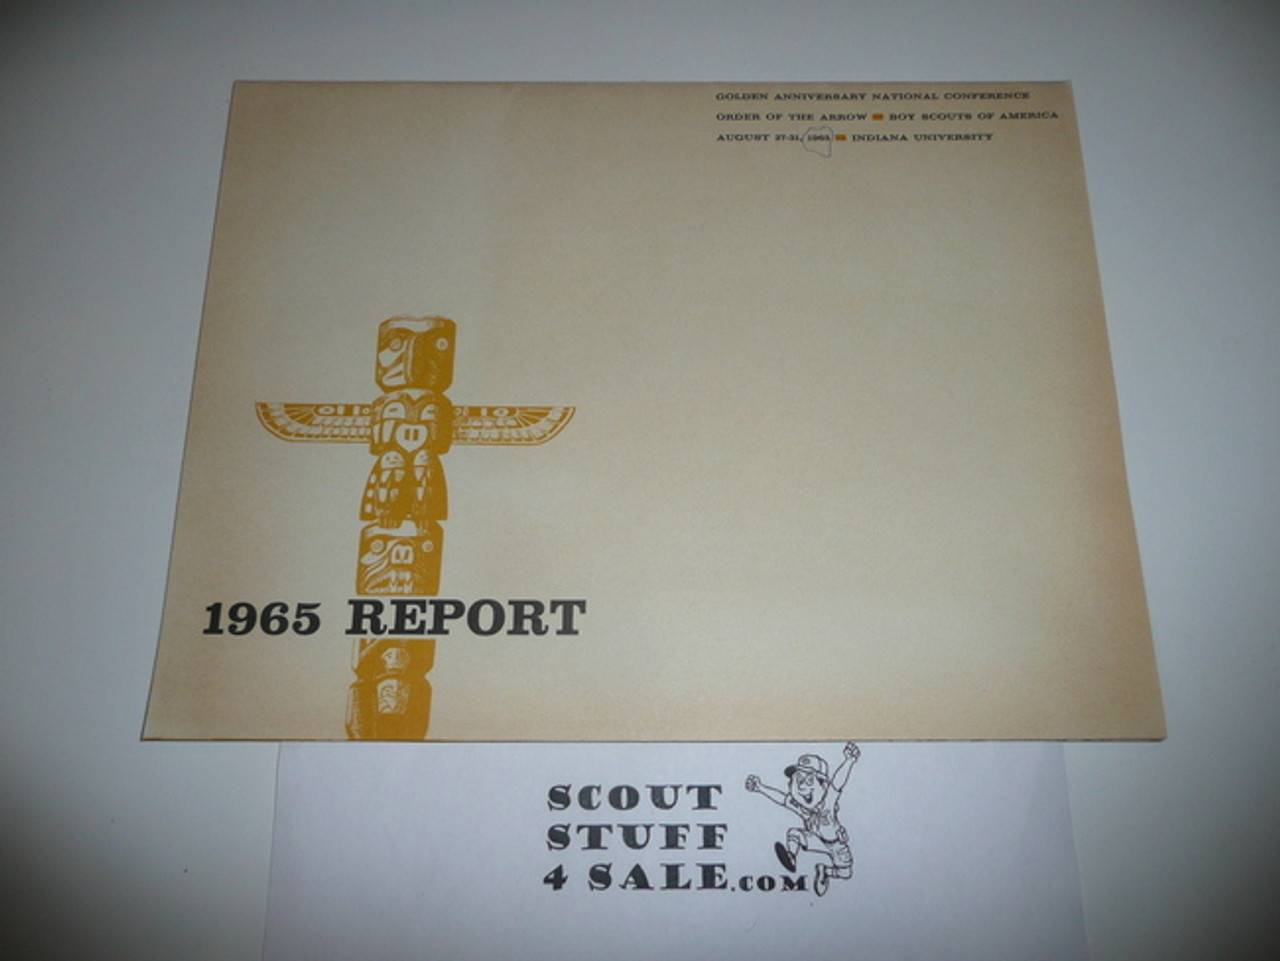 GOLDEN ANNIVERSARY NATIONAL CONFERENCE
ORDER OF THE ARROW BOY SCOUTS OF AMERICA
AUGUST 27-31, 1965 INDIANA UNIVERSITY
1965 REPORT
SCOUT
STUFF
4 SALE.COM